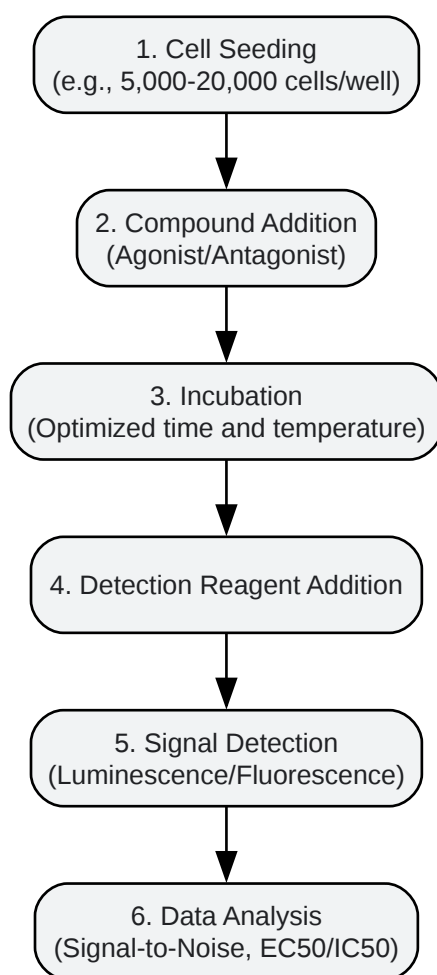 1. Cell Seeding
(e.g., 5,000-20,000 cells/well)
2. Compound Addition
(Agonist/Antagonist)
3. Incubation
(Optimized time and temperature)
4. Detection Reagent Addition
5. Signal Detection
(Luminescence/Fluorescence)
6. Data Analysis
(Signal-to-Noise, EC50/IC50)